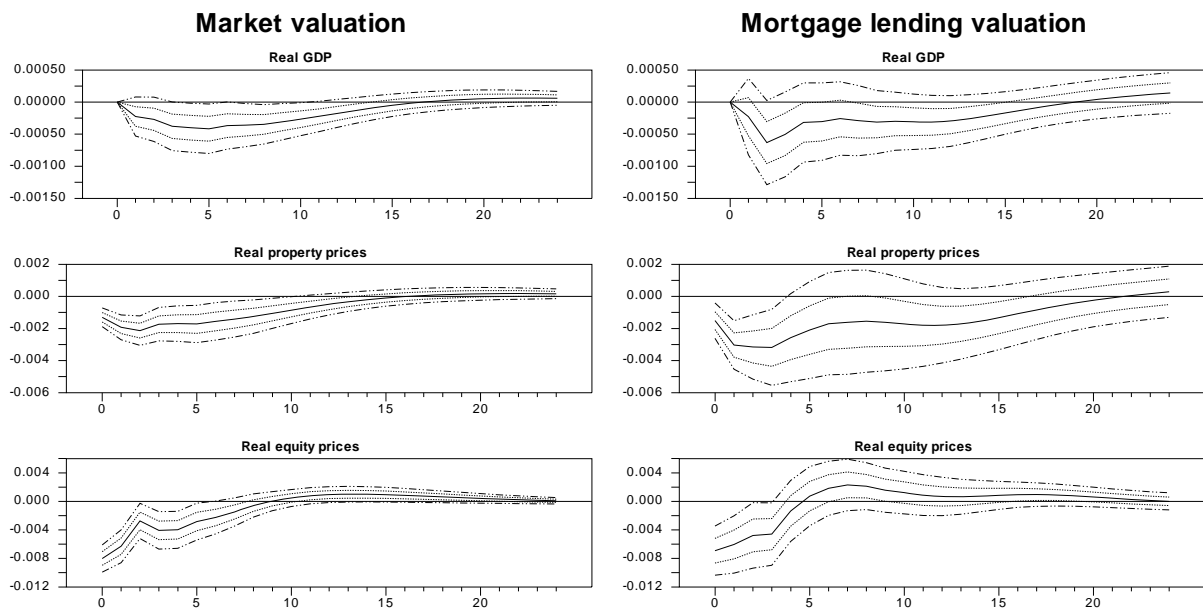 Market valuation
Real GDP
0.00050
0.00000
-0.00050
-0.00100
-0.00150
0 5 10 15 20
Real property prices
0.002
0.000
-0.002
-0.004
-0.006
0 5 10 15 20
Real equity prices
0.004
0.000
-0.004
-0.008
-0.012
0 5 10 15 20
Mortgage lending valuation
Real GDP
0.00050
0.00000
-0.00050
-0.00100
-0.00150
0 5 10 15 20
Real property prices
0.002
0.000
-0.002
-0.004
-0.006
0 5 10 15 20
Real equity prices
0.004
0.000
-0.004
-0.008
-0.012
0 5 10 15 20